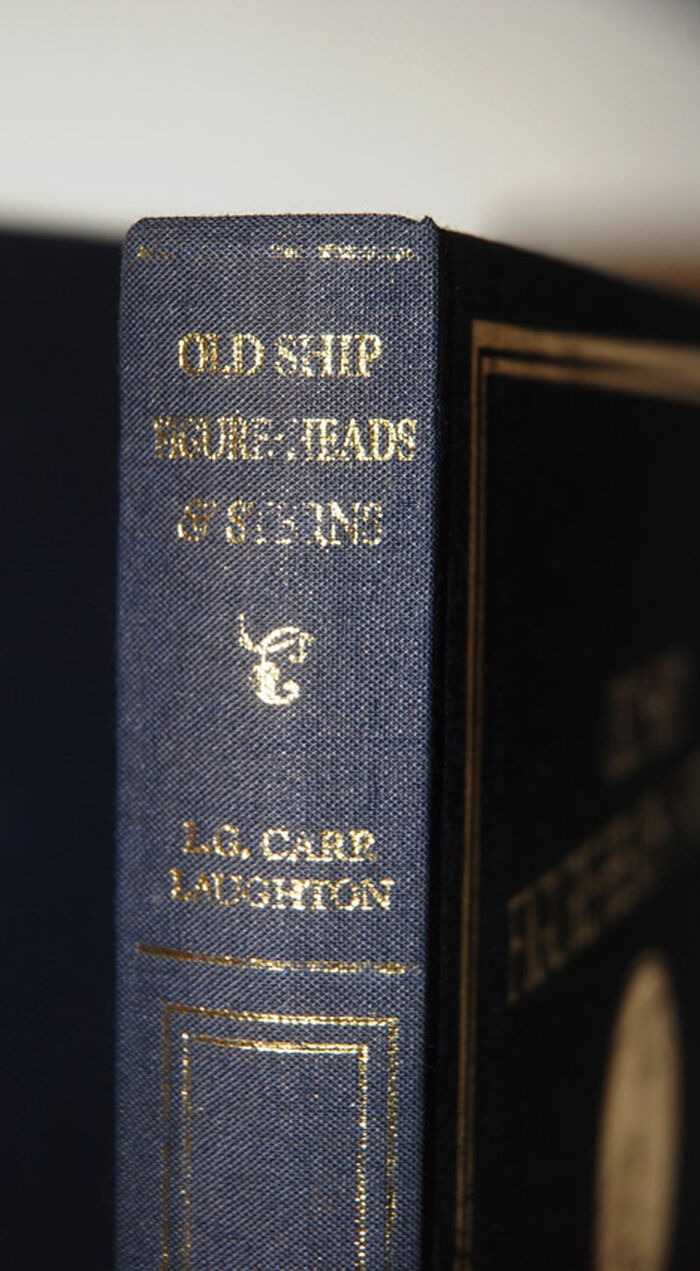 OLD SHIP
FIGURE-HEADS
& STERNS
L.G. CARR
LAUGHTON